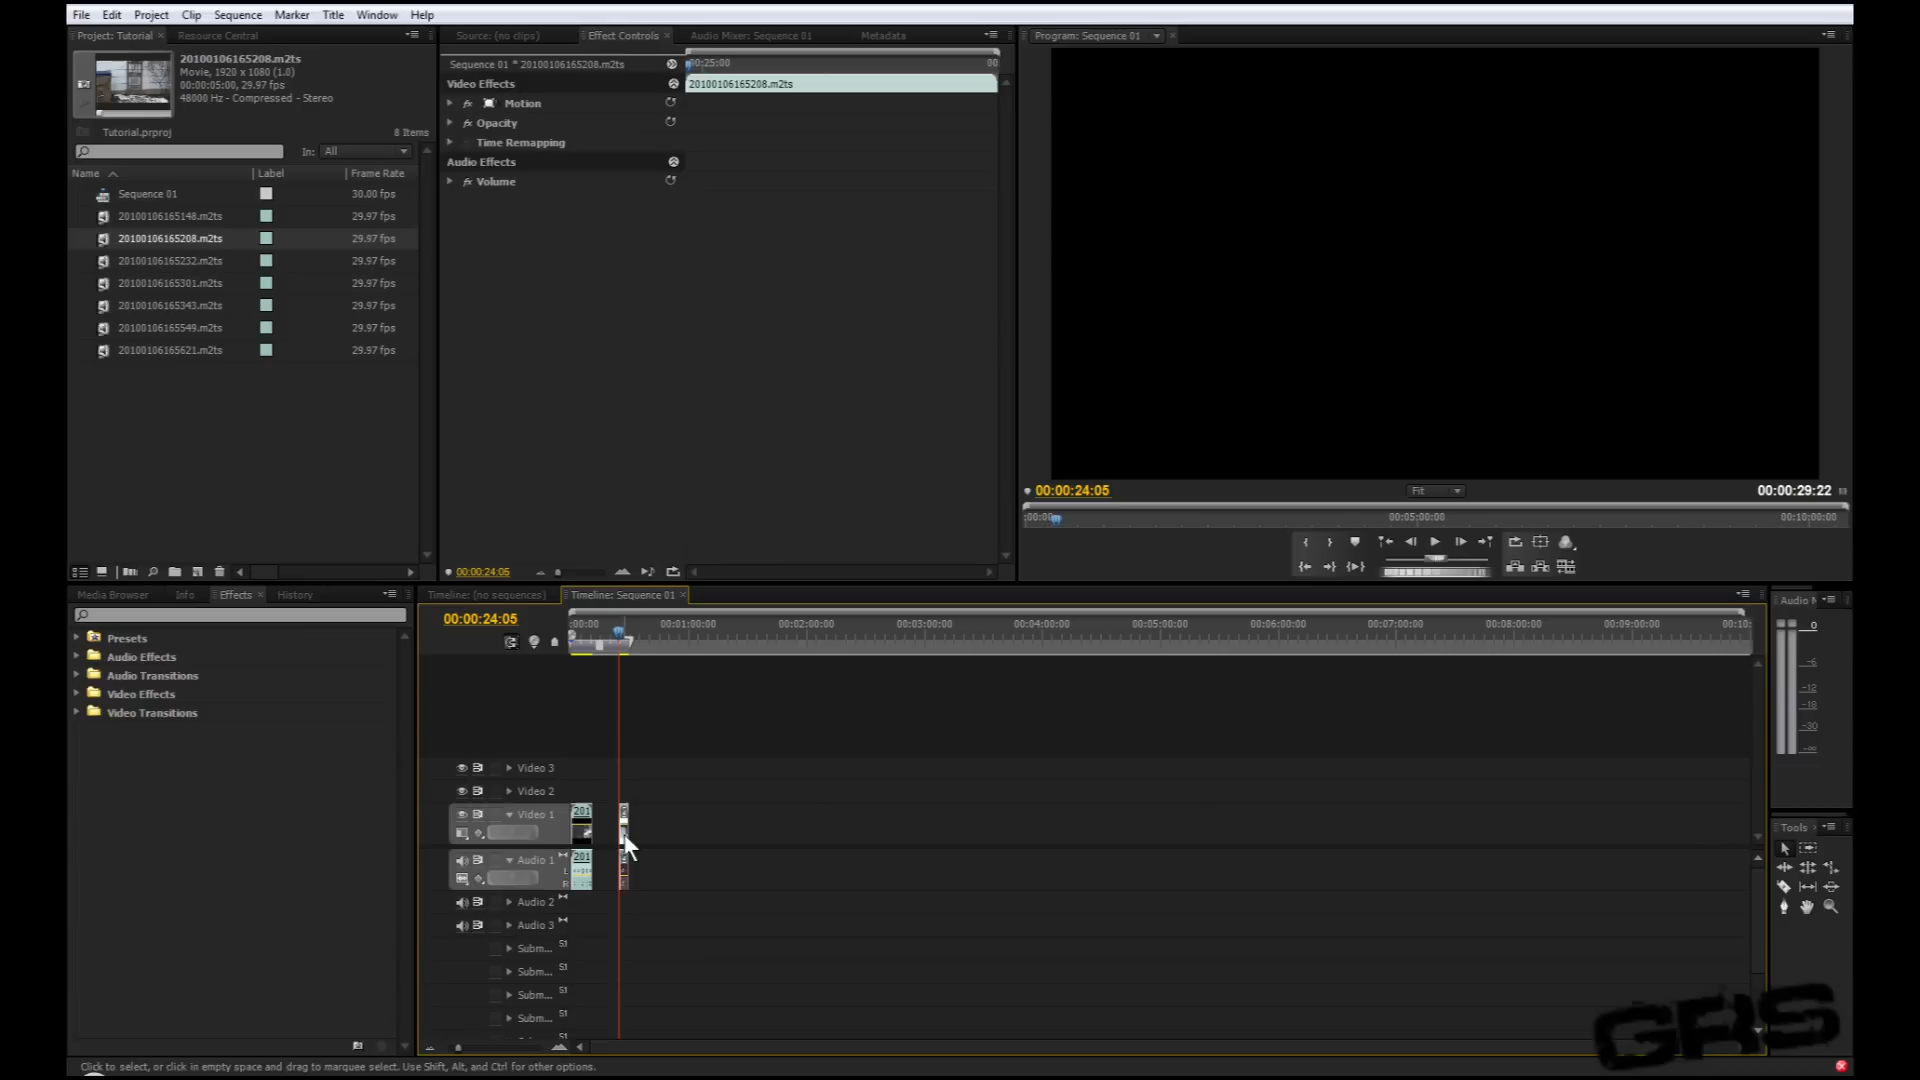 File Edit Project Clip Sequence Marker Title Window Help
Project: Tutorial Resource Central
20100106165208.m2ts
Movie, 1920 x 1080 (1.0)
00:00:05:00, 29.97 fps
48000 Hz - Compressed - Stereo
Tutorial.prproj 8 Items
In: All
Name Label Frame Rate
Sequence 01 30.00 fps
20100106165148.m2ts 29.97 fps
20100106165208.m2ts 29.97 fps
20100106165232.m2ts 29.97 fps
20100106165301.m2ts 29.97 fps
20100106165343.m2ts 29.97 fps
20100106165549.m2ts 29.97 fps
20100106165621.m2ts 29.97 fps
Source: (no clips) Effect Controls Audio Mixer: Sequence 01 Metadata
Sequence 01 * 20100106165208.m2ts
00:25:00 00
Video Effects 20100106165208.m2ts
fx Motion
fx Opacity
Time Remapping
Audio Effects
fx Volume
00:00:24:05
Program: Sequence 01
00:00:24:05 Fit 00:00:29:22
:00:00 00:05:00:00 00:10:00:00
Media Browser Info Effects History
Presets
Audio Effects
Audio Transitions
Video Effects
Video Transitions
Timeline: (no sequences) Timeline: Sequence 01
00:00:24:05
:00:00 00:01:00:00 00:02:00:00 00:03:00:00 00:04:00:00 00:05:00:00 00:06:00:00 00:07:00:00 00:08:00:00 00:09:00:00 00:10:
Video 3
Video 2
Video 1 201
Audio 1 201
L
R
Audio 2
Audio 3
Subm... S1
Subm... S1
Subm... S1
Subm... S1
S1
0
-6
-12
-18
-30
-∞
Tools
Click to select, or click in empty space and drag to marquee select. Use Shift, Alt, and Ctrl for other options.
GRS